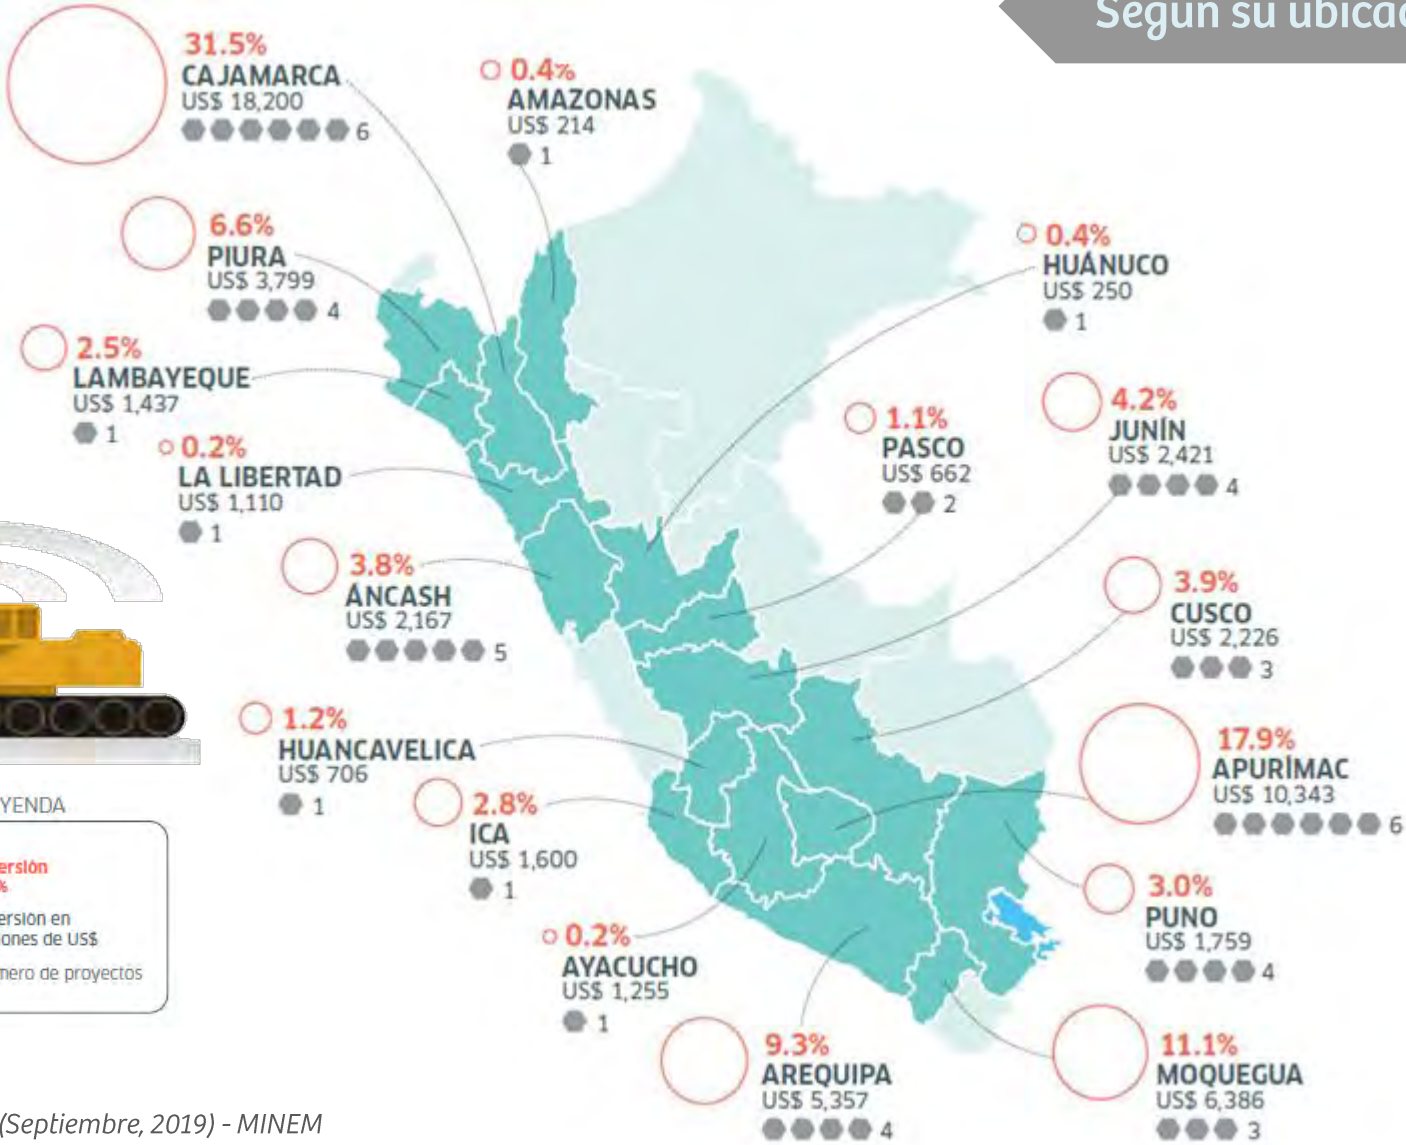 Según su ubicac
31.5%
CAJAMARCA
US$ 18,200
6
0.4%
AMAZONAS
US$ 214
1
6.6%
PIURA
US$ 3,799
4
0.4%
HUÁNUCO
US$ 250
1
2.5%
LAMBAYEQUE
US$ 1,437
1
4.2%
JUNÍN
US$ 2,421
4
1.1%
PASCO
US$ 662
2
0.2%
LA LIBERTAD
US$ 1,110
1
3.8%
ÁNCASH
US$ 2,167
5
3.9%
CUSCO
US$ 2,226
3
1.2%
HUANCAVELICA
US$ 706
1
17.9%
APURÍMAC
US$ 10,343
6
2.8%
ICA
US$ 1,600
1
3.0%
PUNO
US$ 1,759
4
0.2%
AYACUCHO
US$ 1,255
1
9.3%
AREQUIPA
US$ 5,357
4
11.1%
MOQUEGUA
US$ 6,386
3
YENDA
ersión
%
ersión en
ones de US$
mero de proyectos
(Septiembre, 2019) - MINEM